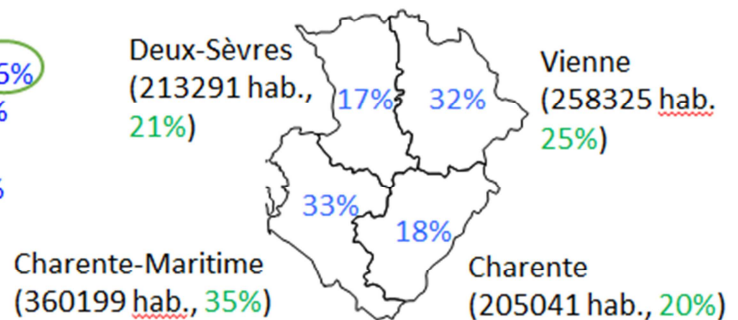 Deux-Sèvres
(213291 hab.,
21%)
17%
32%
Vienne
(258325 hab.
25%)
33%
18%
Charente-Maritime
(360199 hab., 35%)
Charente
(205041 hab., 20%)